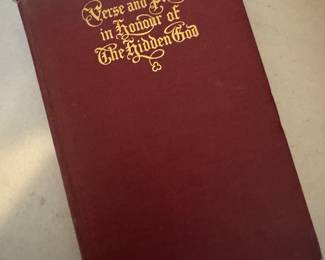 Verse and
in Honour of
The Hidden God